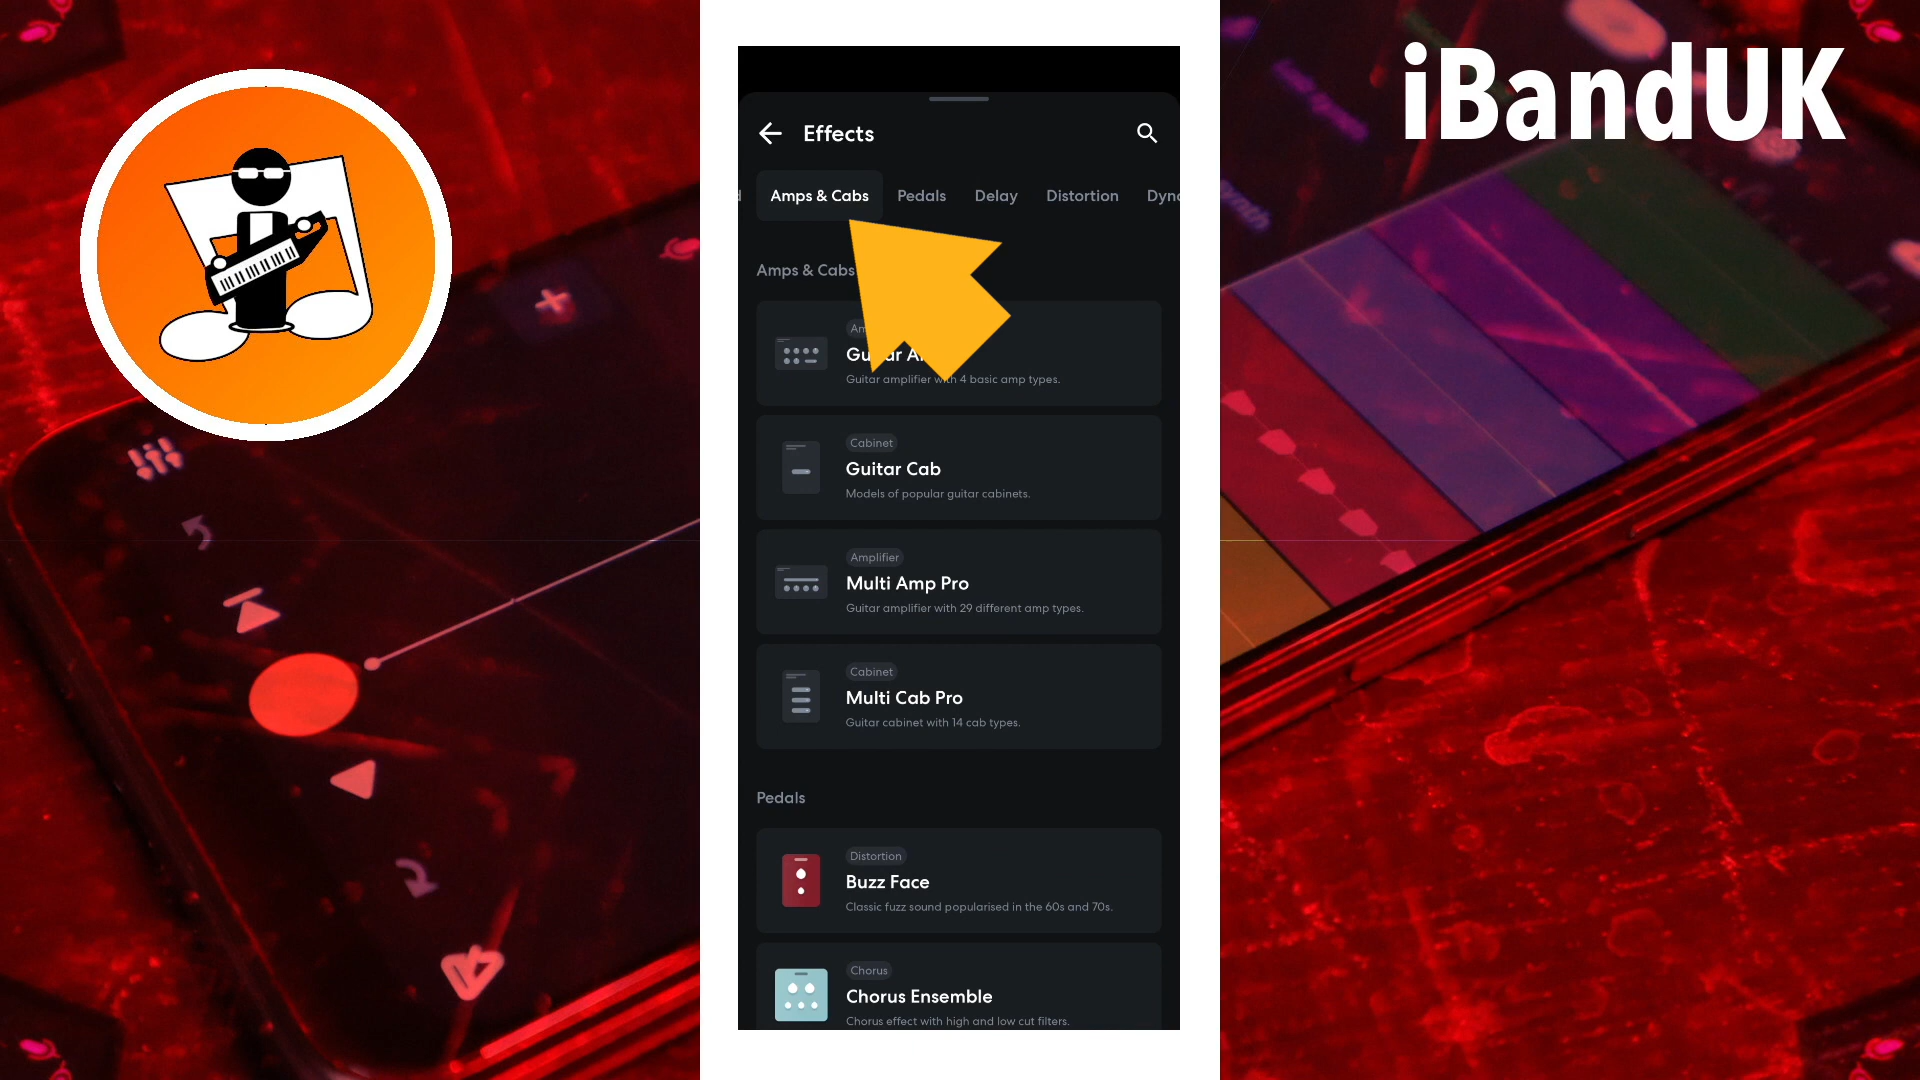 iBandUK
Effects
Amps & Cabs Pedals Delay Distortion
Amps & Cabs
Guitar amplifier with 4 basic amp types.
Cabinet
Guitar Cab
Models of popular guitar cabinets.
Amplifier
Multi Amp Pro
Guitar amplifier with 29 different amp types.
Cabinet
Multi Cab Pro
Guitar cabinet with 14 cab types.
Pedals
Distortion
Buzz Face
Classic fuzz sound popularised in the 60s and 70s.
Chorus
Chorus Ensemble
Chorus effect with high and low cut filters.